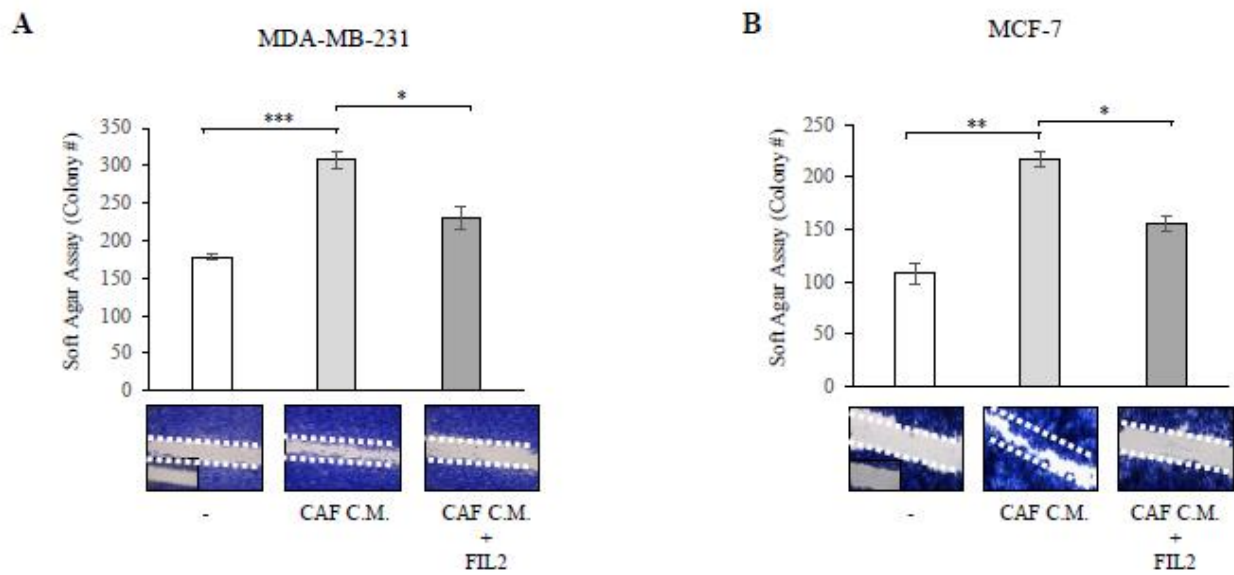 A
MDA-MB-231
***
*
Soft Agar Assay (Colony #)
350
300
250
200
150
100
50
0
-
CAF C.M.
CAF C.M.
+
FIL2
B
MCF-7
**
*
Soft Agar Assay (Colony #)
250
200
150
100
50
0
-
CAF C.M.
CAF C.M.
+
FIL2